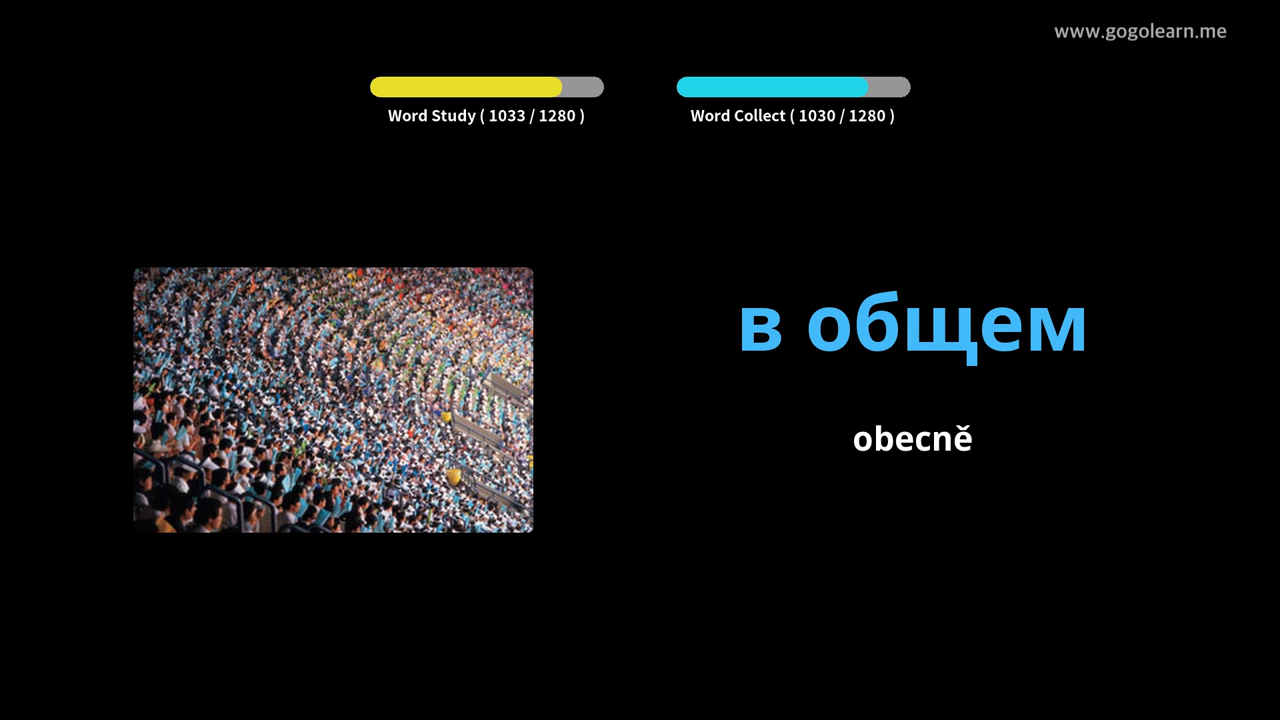 www.gogolearn.me
Word Study ( 1033 / 1280 )
Word Collect ( 1030 / 1280 )
в общем
obecně